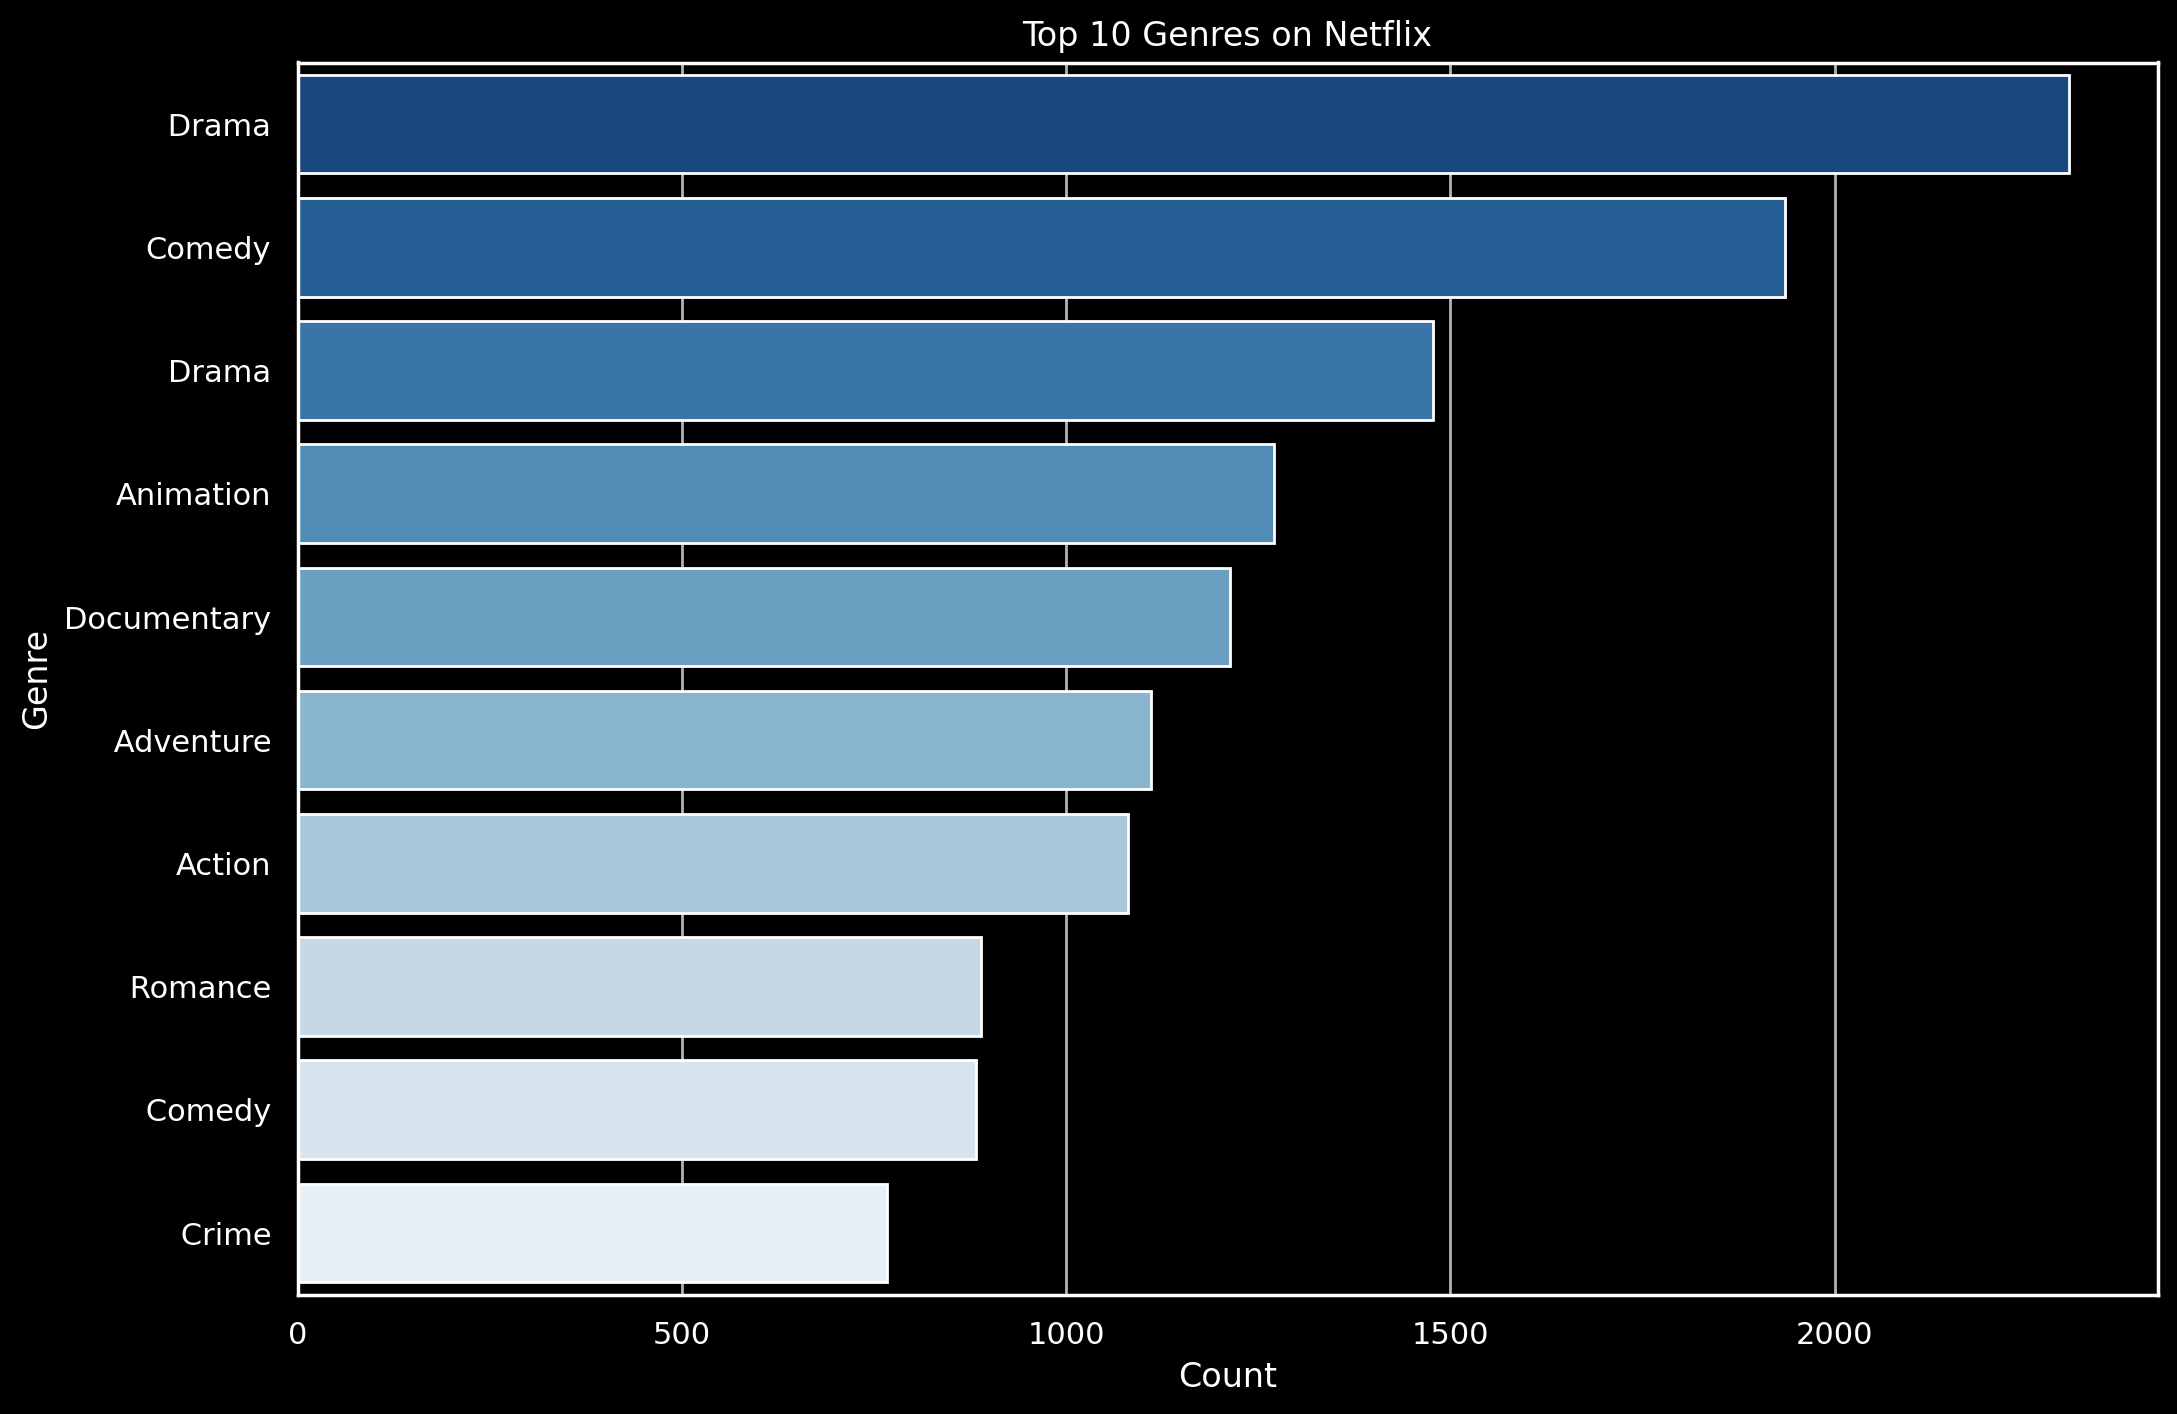 Top 10 Genres on Netflix
Drama
Comedy
Drama
Animation
Documentary
Adventure
Action
Romance
Comedy
Crime
Genre
0 500 1000 1500 2000
Count